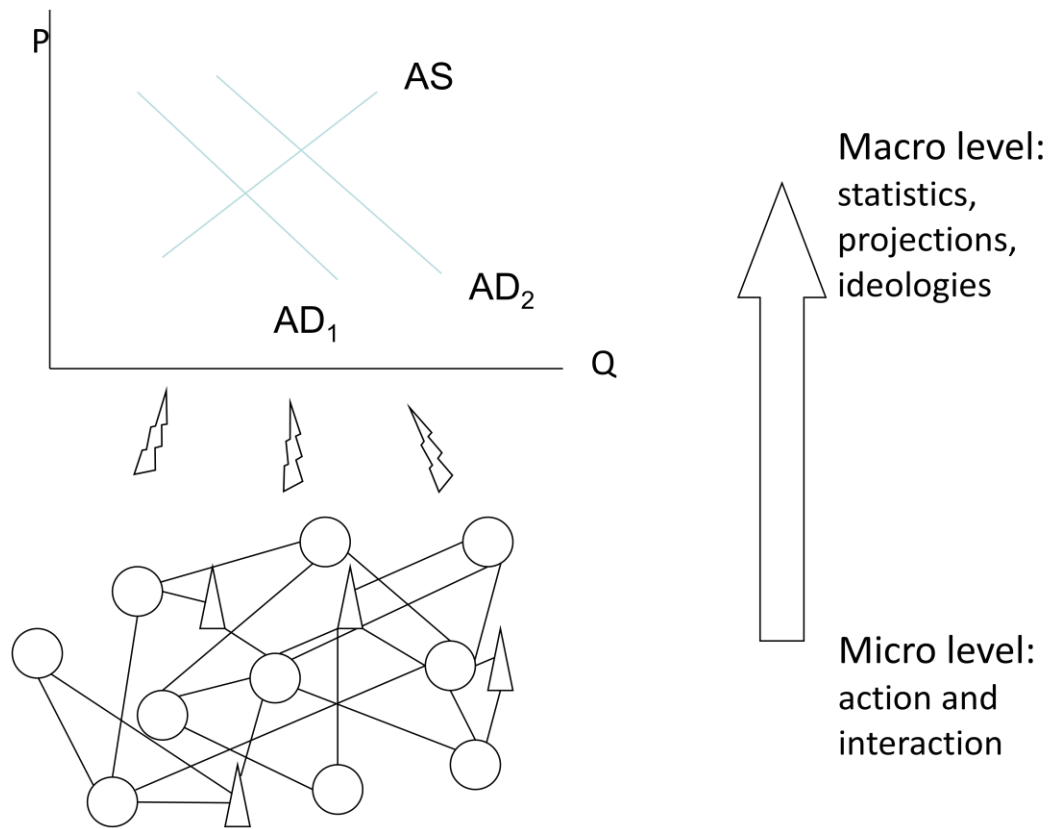 P
AS
AD₂
AD₁
Q
Macro level:
statistics,
projections,
ideologies
Micro level:
action and
interaction